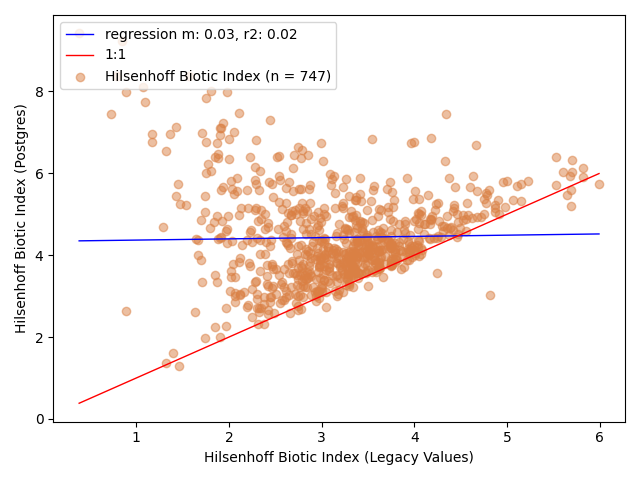 regression m: 0.03, r2: 0.02
1:1
Hilsenhoff Biotic Index (n = 747)
Hilsenhoff Biotic Index (Postgres)
8
6
4
2
0
1 2 3 4 5 6
Hilsenhoff Biotic Index (Legacy Values)